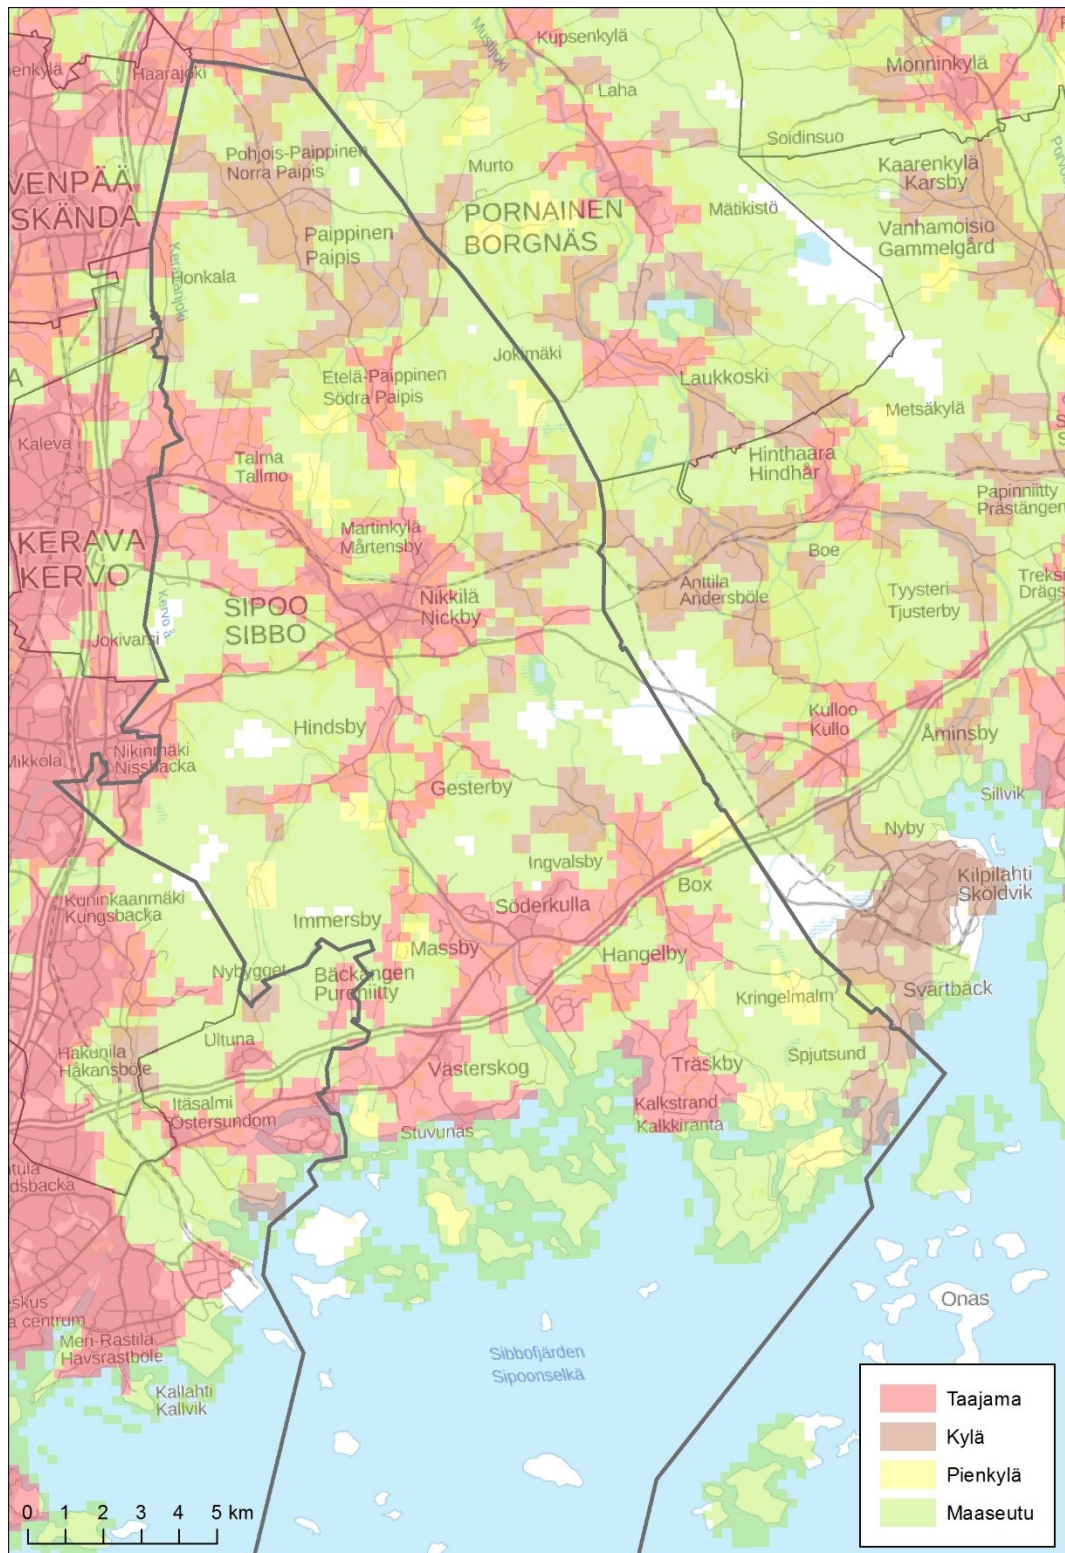 Kupsenkylä
Mustijoki
Haarajoki
Monninkylä
Laha
Soidinsuo
Pohjois-Paippinen
Norra Paipis
Murto
Kaarenkylä
Karsby
VENPÄÄ
SKÄNDA
PORNAINEN
BORGNÄS
Mätikistö
Vanhamoisio
Gammelgård
Paippinen
Paipis
Keravanjoki
Jonkala
Jokimäki
Etelä-Paippinen
Södra Paipis
Laukkoski
Metsäkylä
Kaleva
Talma
Tallmo
Hinthaara
Hindhår
Papinniitty
Prästängen
Martinkylä
Mårtensby
KERAVA
KERVO
Boe
Anttila
Andersböle
Tyysteri
Tjusterby
Nikkilä
Nickby
SIPOO
SIBBO
Kervo å
Jokivarsi
Hindsby
Kulloo
Kullo
Åminsby
Nikinmäki
Nissbacka
Mikkola
Gesterby
Sillvik
Nyby
Ingvalsby
Kilpilahti
Sköldvik
Box
Kuninkaanmäki
Kungsbacka
Söderkulla
Immersby
Massby
Hangelby
Nybygget
Bäckängen
Puroniitty
Kringelmalm
Svartbäck
Ultuna
Hakunila
Håkansböle
Västerskog
Träskby
Spjutsund
Itäsalmi
Östersundom
Kalkstrand
Kalkkiranta
Stuvunäs
Onas
Meri-Rastila
Havsrastböle
Sibbofjärden
Sipoonselkä
Kallahti
Kallvik
Taajama
Kylä
Pienkylä
Maaseutu
0 1 2 3 4 5 km